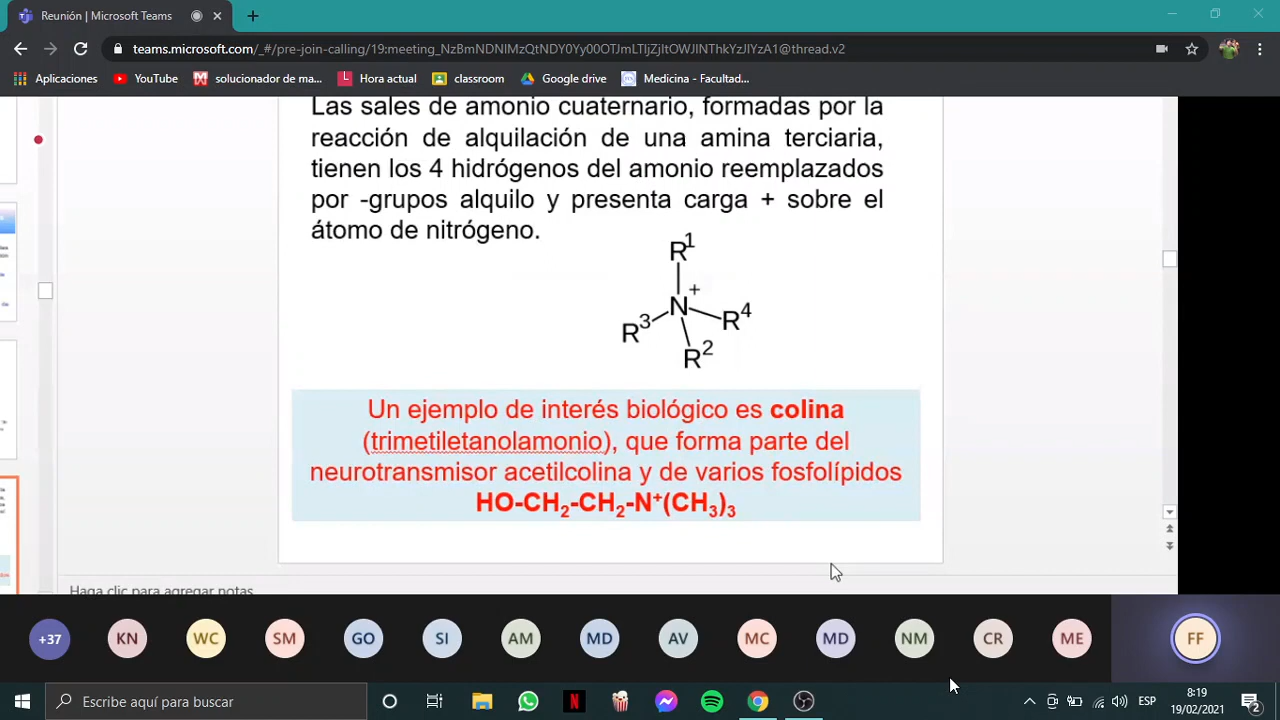 Reunión | Microsoft Teams
teams.microsoft.com/_#/pre-join-calling/19:meeting_NzBmNDNlMzQtNDY0Yy00OTJmLTljZjItOWJlNThkYzJlYzA1@thread.v2
Aplicaciones YouTube solucionador de ma... Hora actual classroom Google drive Medicina - Facultad...
Las sales de amonio cuaternario, formadas por la
reacción de alquilación de una amina terciaria,
tienen los 4 hidrógenos del amonio reemplazados
por -grupos alquilo y presenta carga + sobre el
átomo de nitrógeno.
R1
+
N
R3 R4
R2
Un ejemplo de interés biológico es colina
(trimetiletanolamonio), que forma parte del
neurotransmisor acetilcolina y de varios fosfolípidos
HO-CH₂-CH₂-N⁺(CH₃)₃
Haga clic para agregar notas
+37 KN WC SM GO SI AM MD AV MC MD NM CR ME FF
Escribe aquí para buscar
ESP
8:19
19/02/2021
2